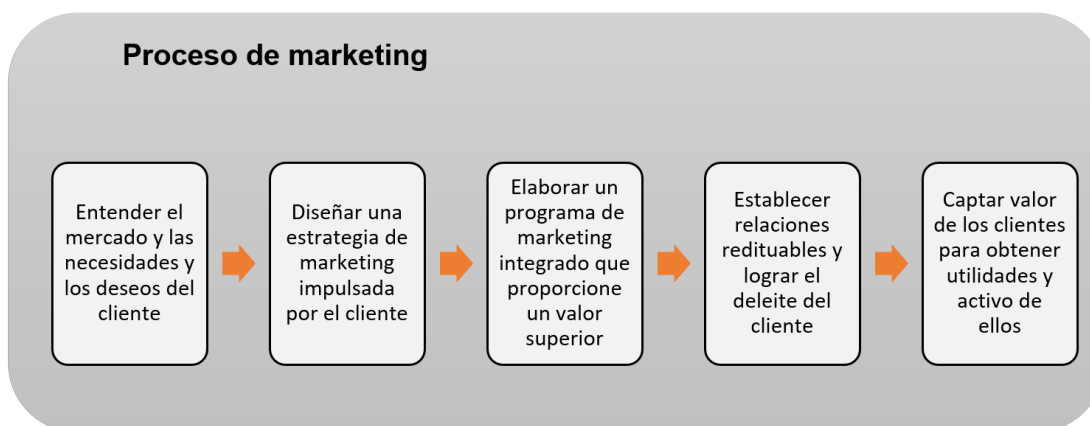 Proceso de marketing
Entender el
mercado y las
necesidades y
los deseos del
cliente
Diseñar una
estrategia de
marketing
impulsada
por el cliente
Elaborar un
programa de
marketing
integrado que
proporcione
un valor
superior
Establecer
relaciones
redituables y
lograr el
deleite del
cliente
Captar valor
de los clientes
para obtener
utilidades y
activo de
ellos